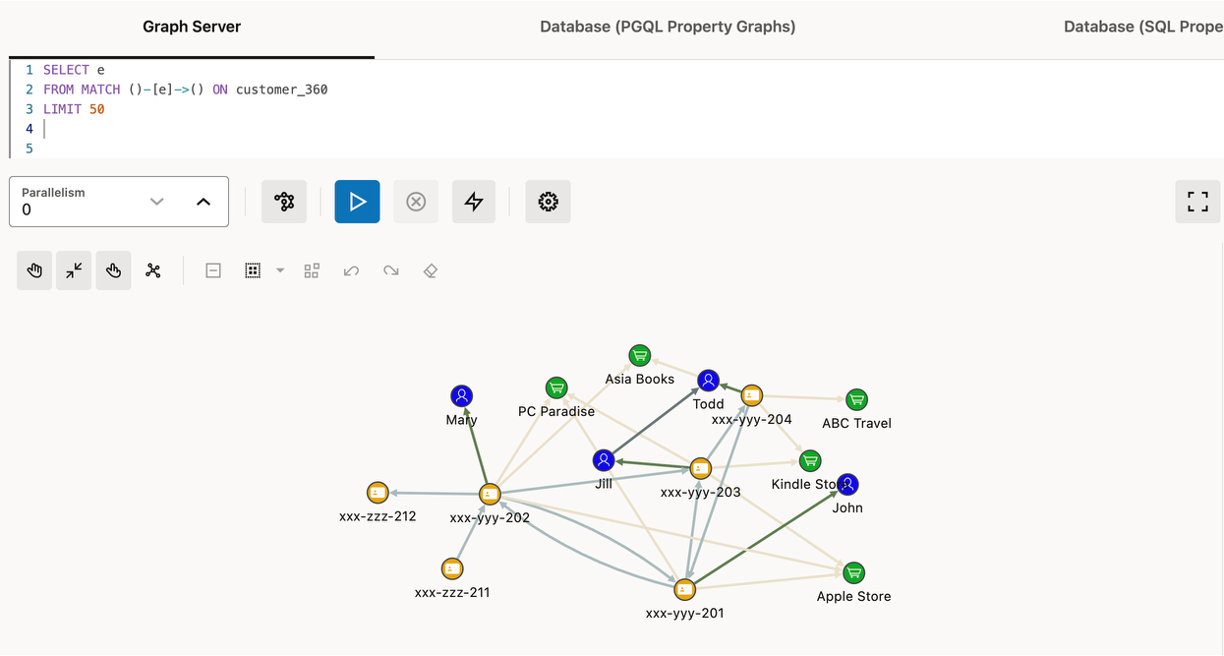 Graph Server
Database (PGQL Property Graphs)
Database (SQL Prope
1 SELECT e
2 FROM MATCH ()-[e]->() ON customer_360
3 LIMIT 50
4
5
Parallelism
0
Asia Books
Todd
Mary
PC Paradise
xxx-yyy-204
ABC Travel
Jill
xxx-yyy-203
Kindle Sto
John
xxx-zzz-212
xxx-yyy-202
xxx-zzz-211
Apple Store
xxx-yyy-201